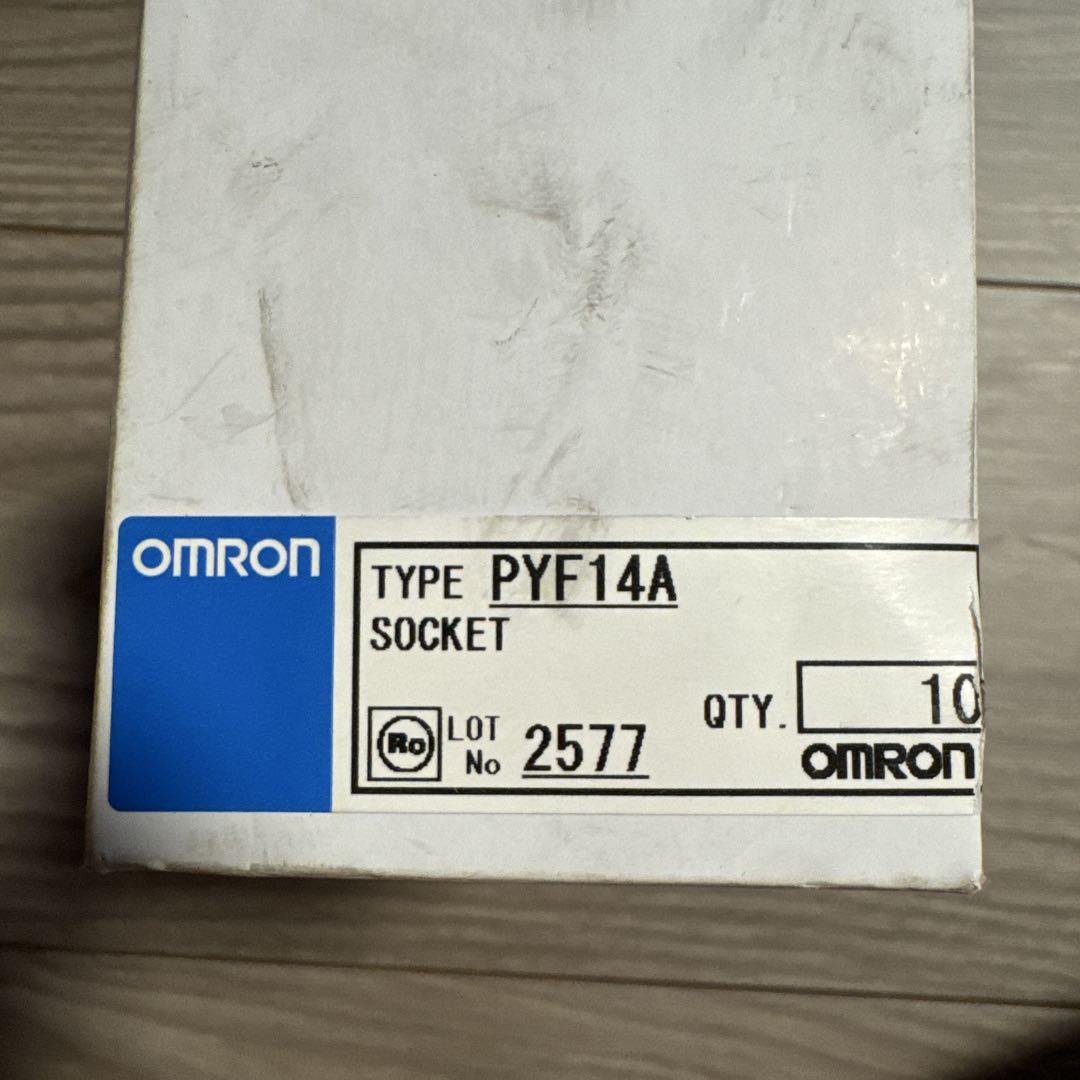 OMRON
TYPE PYF14A
SOCKET
QTY. 10
Ro LOT No 2577
OMRON